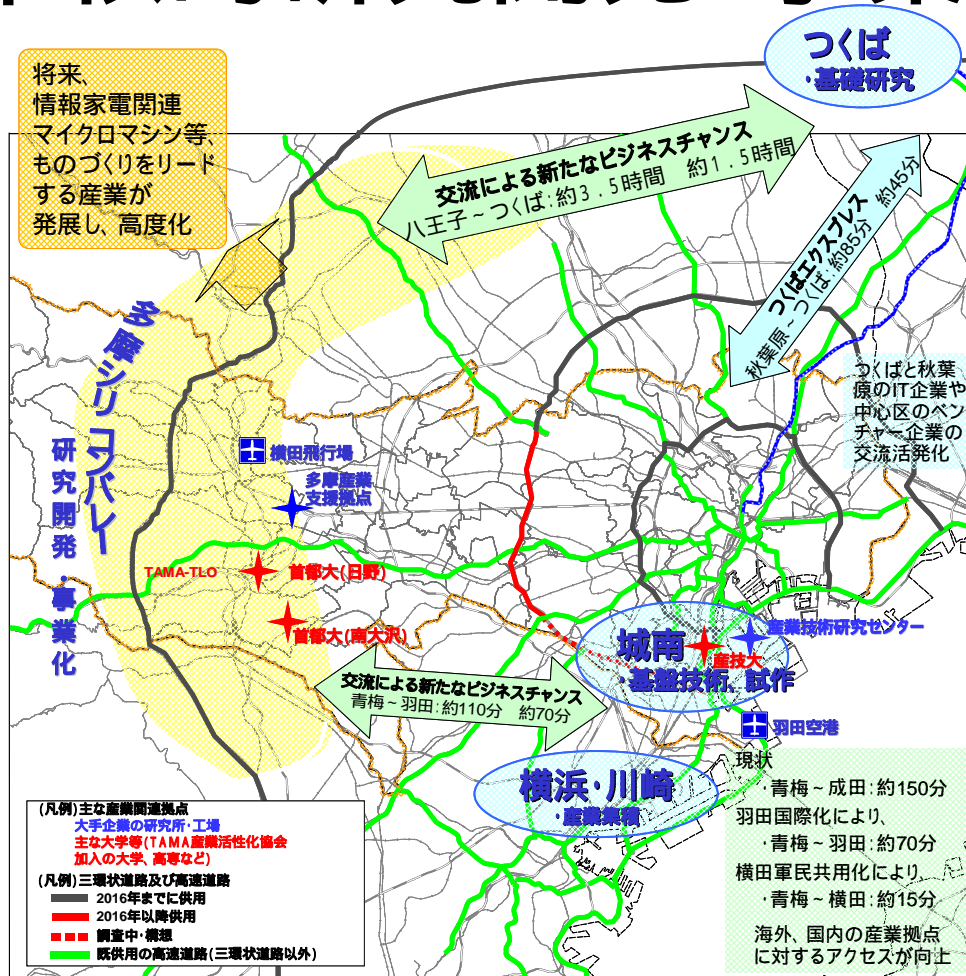 つくば
・基礎研究
将来、
情報家電関連
マイクロマシン等、
ものづくりをリード
する産業が
発展し、高度化
交流による新たなビジネスチャンス
八王子～つくば:約3.5時間 約1.5時間
つくばエクスプレス
秋葉原～つくば:約85分 約45分
つくばと秋葉
原のIT企業や
中心区のベン
チャー企業の
交流活発化
多摩シリコンバレー
研究開発・事業化
横田飛行場
多摩産業
支援拠点
TAMA-TLO
首都大(日野)
首都大(南大沢)
城南
・基盤技術、試作
産業技術研究センター
産技大
交流による新たなビジネスチャンス
青梅～羽田:約110分 約70分
羽田空港
横浜・川崎
・産業集積
現状
・青梅～成田:約150分
羽田国際化により、
・青梅～羽田:約70分
横田軍民共用化により、
・青梅～横田:約15分
海外、国内の産業拠点
に対するアクセスが向上
(凡例)主な産業関連拠点
大手企業の研究所・工場
主な大学等(TAMA産業活性化協会
加入の大学、高専など)
(凡例)三環状道路及び高速道路
2016年までに供用
2016年以降供用
調査中・構想
既供用の高速道路(三環状道路以外)